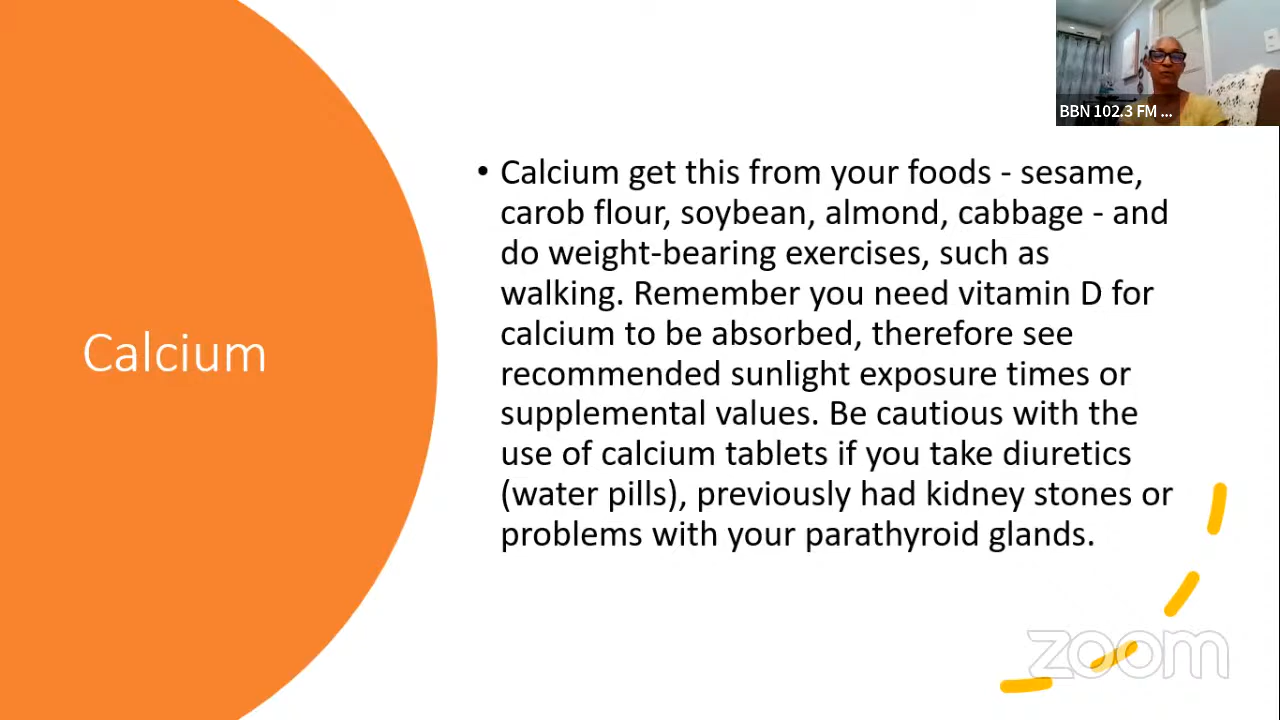 BBN 102.3 FM ...
Calcium
• Calcium get this from your foods - sesame,
carob flour, soybean, almond, cabbage - and
do weight-bearing exercises, such as
walking. Remember you need vitamin D for
calcium to be absorbed, therefore see
recommended sunlight exposure times or
supplemental values. Be cautious with the
use of calcium tablets if you take diuretics
(water pills), previously had kidney stones or
problems with your parathyroid glands.
zoom